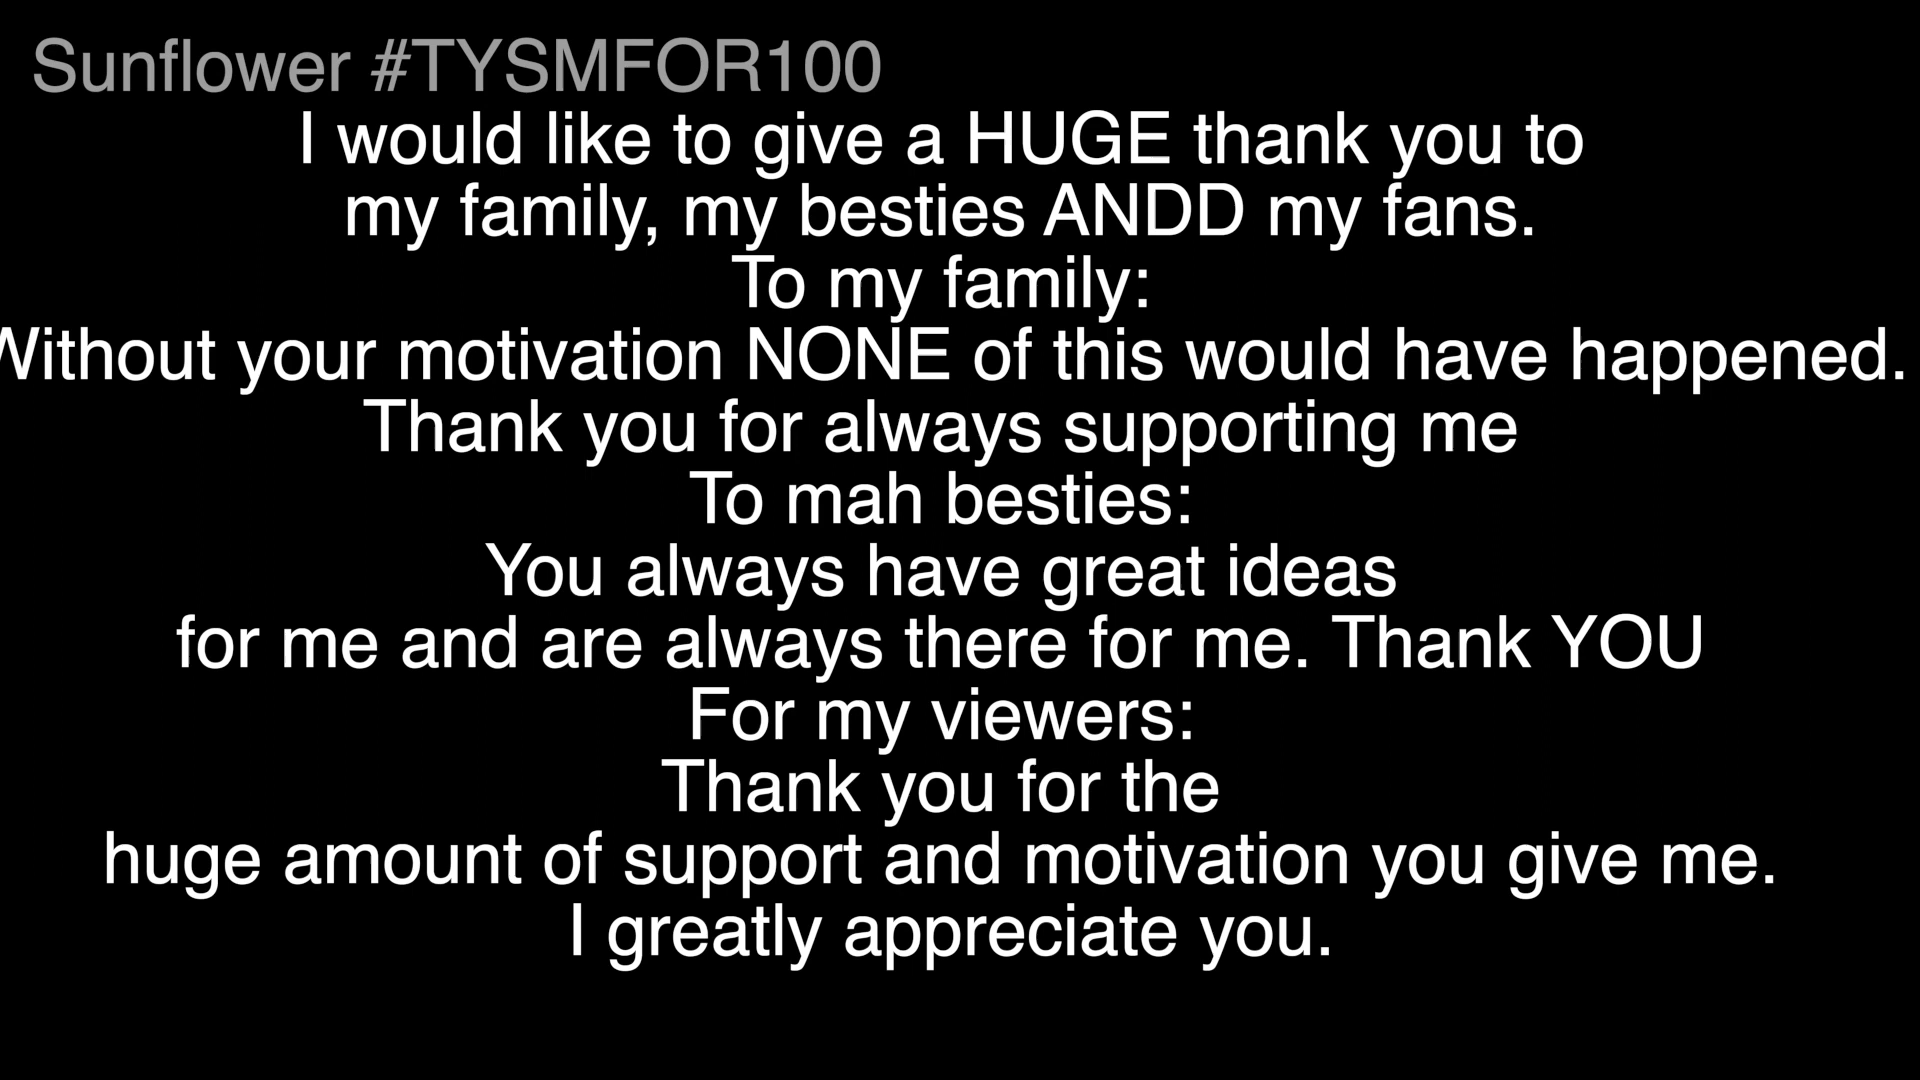 Sunflower #TYSMFOR100
I would like to give a HUGE thank you to
my family, my besties ANDD my fans.
To my family:
Without your motivation NONE of this would have happened.
Thank you for always supporting me
To mah besties:
You always have great ideas
for me and are always there for me. Thank YOU
For my viewers:
Thank you for the
huge amount of support and motivation you give me.
I greatly appreciate you.